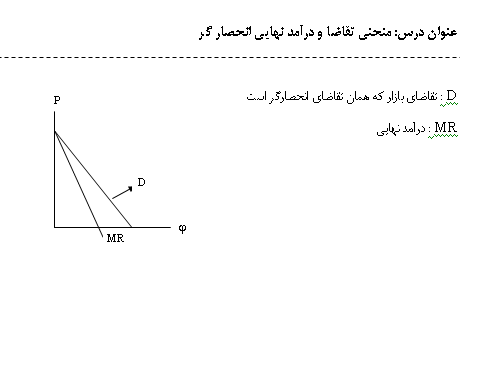 عنوان درس: منحنی تقاضا و درآمد نهایی انحصار گر
D : تقاضای بازار که همان تقاضای انحصارگر است
MR : درآمد نهایی
P
D
MR
φ